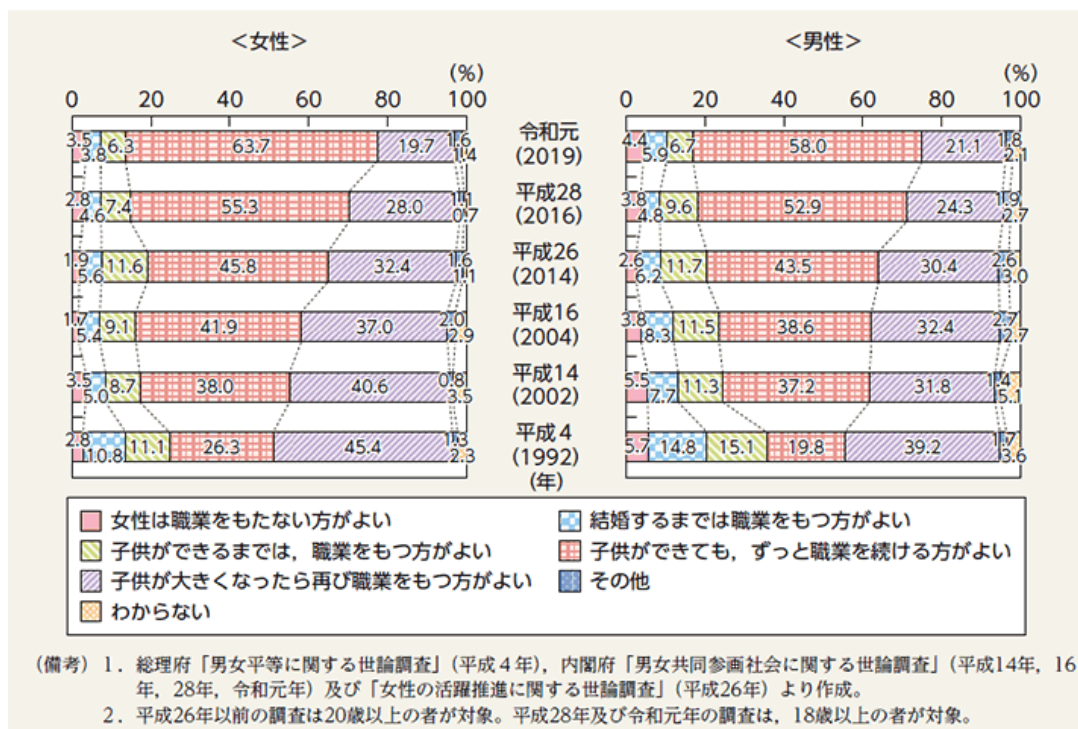 ＜女性＞ ＜男性＞
(%) (%)
0 20 40 60 80 100 0 20 40 60 80 100
3.5 3.8 6.3 63.7 19.7 1.6 1.4 令和元 (2019) 4.4 5.9 6.7 58.0 21.1 1.8 2.1
2.8 4.6 7.4 55.3 28.0 1.1 0.7 平成28 (2016) 3.8 4.8 9.6 52.9 24.3 1.9 2.7
1.9 5.6 11.6 45.8 32.4 1.6 1.1 平成26 (2014) 2.6 6.2 11.7 43.5 30.4 2.6 3.0
1.7 5.4 9.1 41.9 37.0 2.0 2.9 平成16 (2004) 3.8 8.3 11.5 38.6 32.4 2.7 2.7
3.5 5.0 8.7 38.0 40.6 0.8 3.5 平成14 (2002) 5.5 7.7 11.3 37.2 31.8 1.4 5.1
2.8 10.8 11.1 26.3 45.4 1.3 2.3 平成4 (1992) 5.7 14.8 15.1 19.8 39.2 1.7 3.6
(年)
女性は職業をもたない方がよい 結婚するまでは職業をもつ方がよい
子供ができるまでは，職業をもつ方がよい 子供ができても，ずっと職業を続ける方がよい
子供が大きくなったら再び職業をもつ方がよい その他
わからない
（備考）１．総理府「男女平等に関する世論調査」（平成４年），内閣府「男女共同参画社会に関する世論調査」（平成14年，16
年，28年，令和元年）及び「女性の活躍推進に関する世論調査」（平成26年）より作成。
２．平成26年以前の調査は20歳以上の者が対象。平成28年及び令和元年の調査は，18歳以上の者が対象。